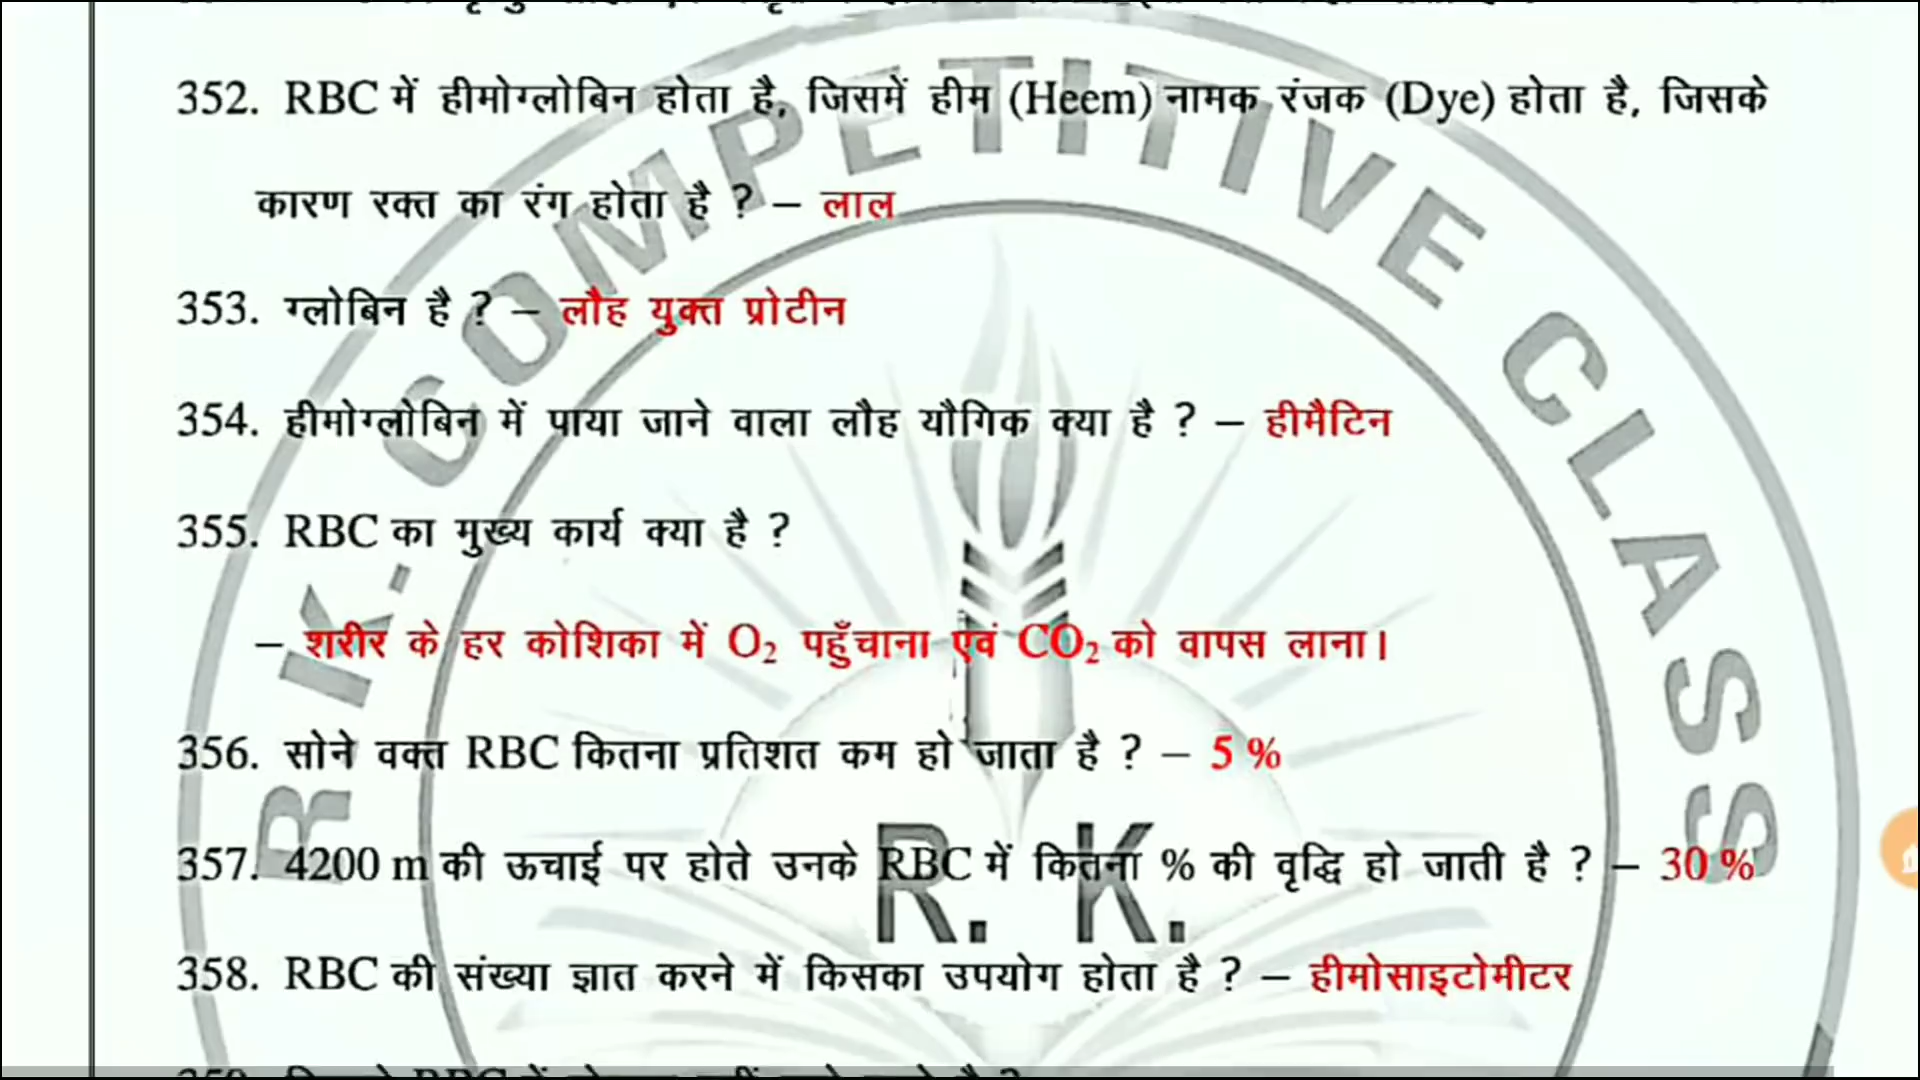 352. RBC में हीमोग्लोबिन होता है, जिसमें हीम (Heem) नामक रंजक (Dye) होता है, जिसके
कारण रक्त का रंग होता है ? – लाल
353. ग्लोबिन है ? – लौह युक्त प्रोटीन
354. हीमोग्लोबिन में पाया जाने वाला लौह यौगिक क्या है ? – हीमैटिन
355. RBC का मुख्य कार्य क्या है ?
– शरीर के हर कोशिका में O₂ पहुँचाना एवं CO₂ को वापस लाना।
356. सोने वक्त RBC कितना प्रतिशत कम हो जाता है ? – 5 %
357. 4200 m की ऊचाई पर होते उनके RBC में कितना % की वृद्धि हो जाती है ? – 30 %
358. RBC की संख्या ज्ञात करने में किसका उपयोग होता है ? – हीमोसाइटोमीटर
R. K. COMPETITIVE CLASS
R. K.